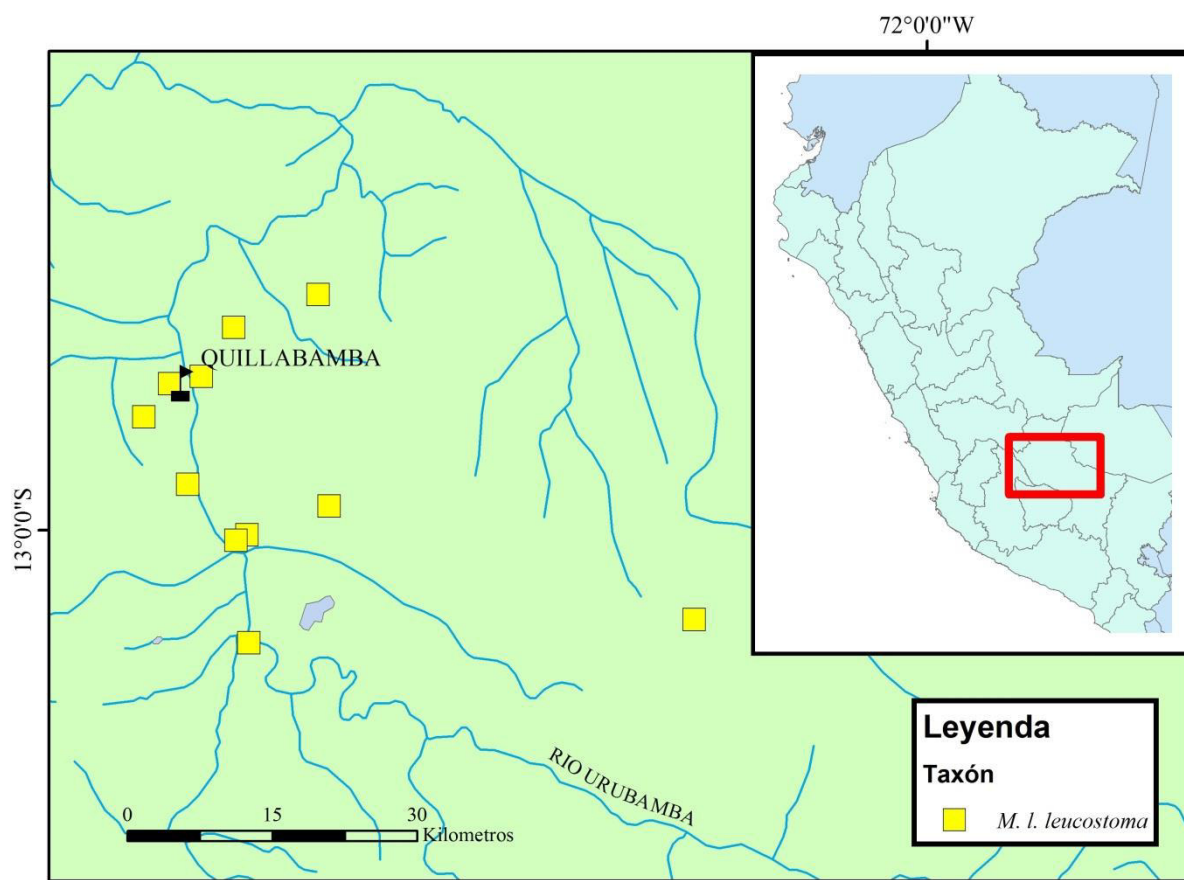 72°0'0"W
QUILLABAMBA
13°0'0"S
RIO URUBAMBA
0 15 30
Kilometros
Leyenda
Taxón
M. l. leucostoma